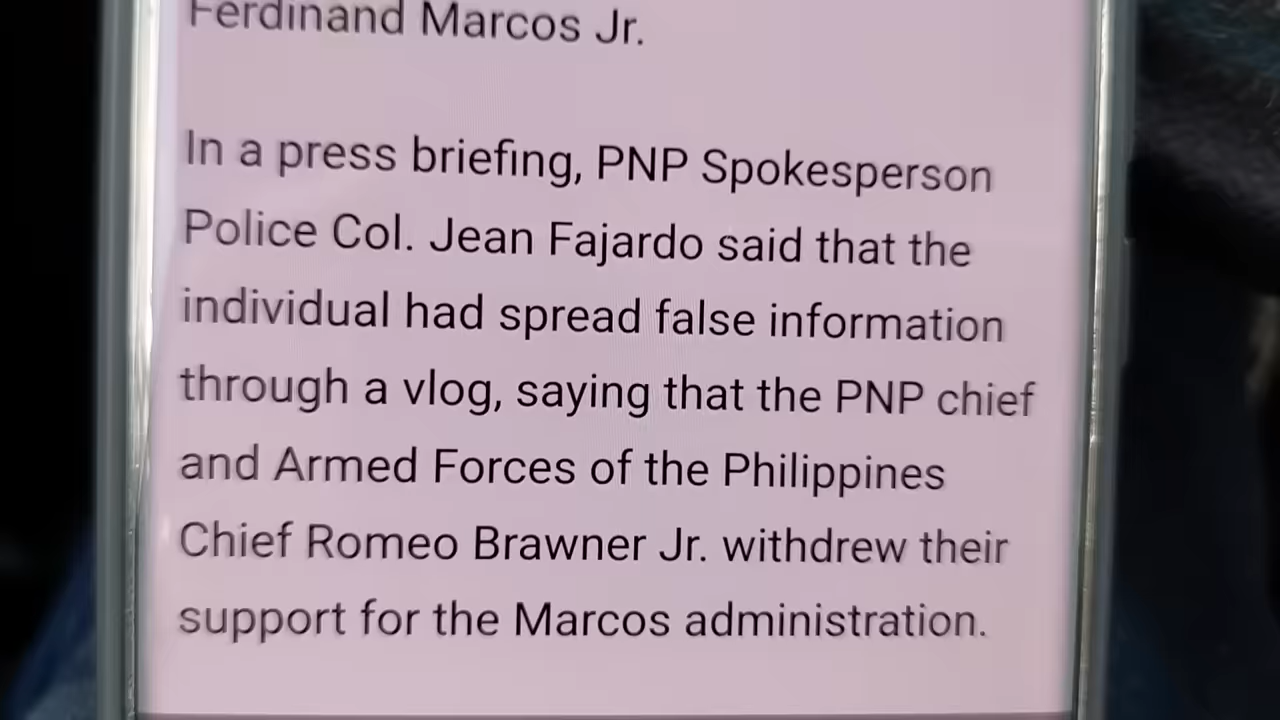 Ferdinand Marcos Jr.
In a press briefing, PNP Spokesperson
Police Col. Jean Fajardo said that the
individual had spread false information
through a vlog, saying that the PNP chief
and Armed Forces of the Philippines
Chief Romeo Brawner Jr. withdrew their
support for the Marcos administration.